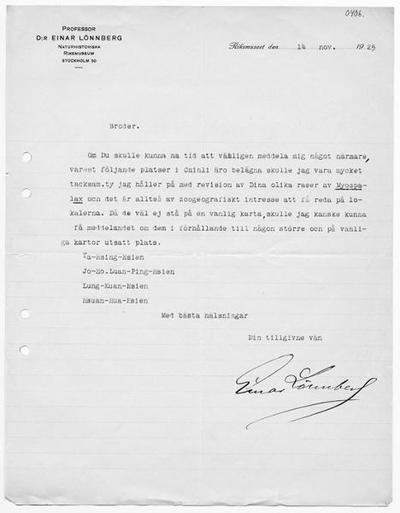 0406.
PROFESSOR
D:R EINAR LÖNNBERG
NATURHISTORISKA
RIKSMUSEUM
STOCKHOLM 50
Riksmuseet den 14 nov. 1925
Broder.
Om Du skulle kunna ha tid att vänligen meddela mig något närmare,
varest följande platser i Chihli äro belägna skulle jag vara mycket
tacksam.ty jag håller på med revision av Dina olika raser av Myospa-
lax och det är alltså av zoogeografiskt intresse att få reda på lo-
kalerna. Då de väl ej stå på en vanlig karta,skulle jag kanske kunna
få meddelandet om dem i förhållande till någon större och på vanli-
ga kartor utsatt plats.
Ta-Hsing-Hsien
Jo-Ho.Luan-Ping-Hsien
Lung-Kuan-Hsien
Hsuan-Hua-Hsien
Med bästa hälsningar
Din tillgivne vän
Einar Lönnberg